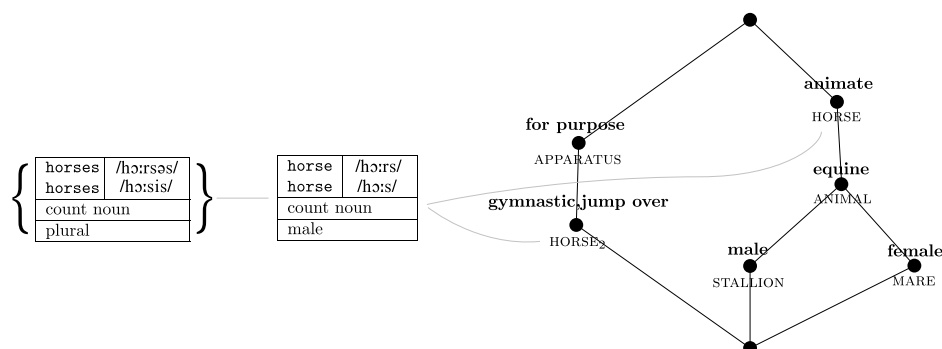 animate
HORSE
for purpose
APPARATUS
horses /hɔːrsəs/
horses /hɔːsis/
count noun
plural
horse /hɔːrs/
horse /hɔːs/
count noun
male
equine
ANIMAL
gymnastic,jump over
HORSE₂
male
STALLION
female
MARE